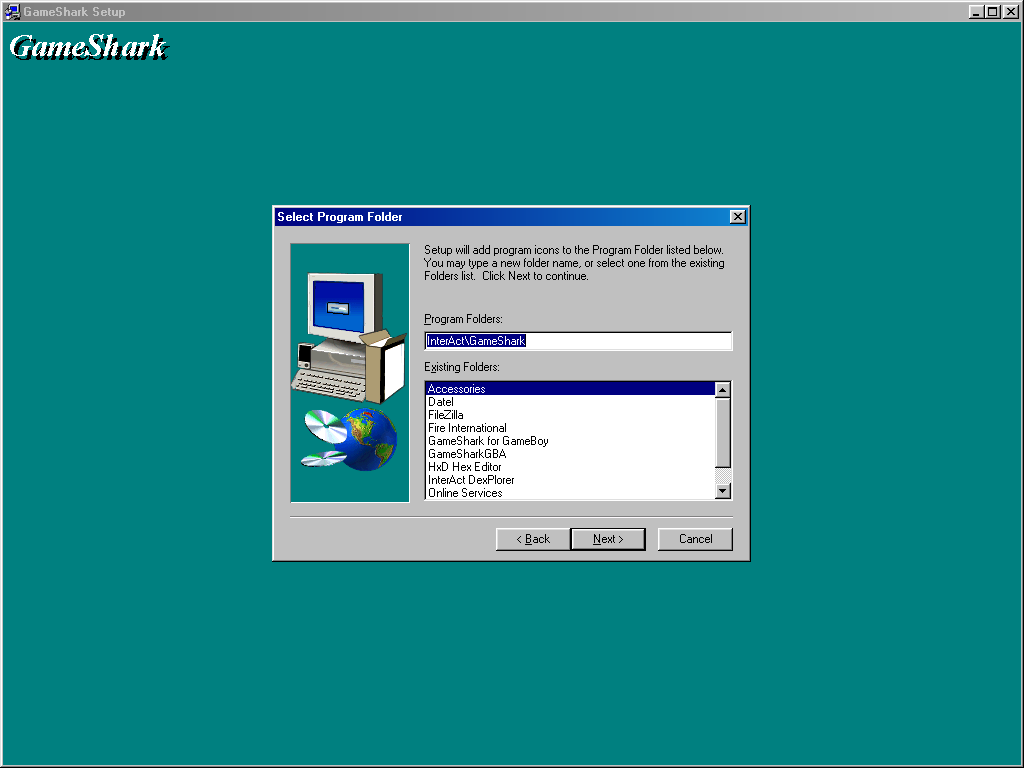 GameShark Setup
GameShark
Select Program Folder
Setup will add program icons to the Program Folder listed below.
You may type a new folder name, or select one from the existing
Folders list.  Click Next to continue.
Program Folders:
InterAct\GameShark
Existing Folders:
Accessories
Datel
FileZilla
Fire International
GameShark for GameBoy
GameSharkGBA
HxD Hex Editor
InterAct DexPlorer
Online Services
< Back
Next >
Cancel